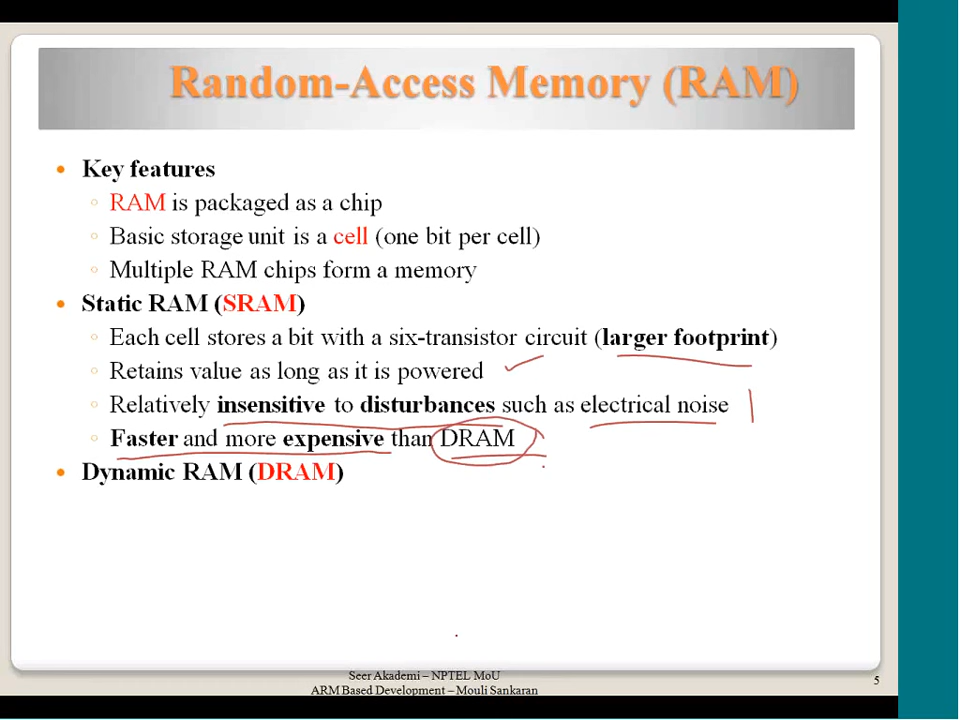 Random-Access Memory (RAM)
• Key features
◦ RAM is packaged as a chip
◦ Basic storage unit is a cell (one bit per cell)
◦ Multiple RAM chips form a memory
• Static RAM (SRAM)
◦ Each cell stores a bit with a six-transistor circuit (larger footprint)
◦ Retains value as long as it is powered
◦ Relatively insensitive to disturbances such as electrical noise
◦ Faster and more expensive than DRAM
• Dynamic RAM (DRAM)
Seer Akademi – NPTEL MoU
ARM Based Development – Mouli Sankaran
5